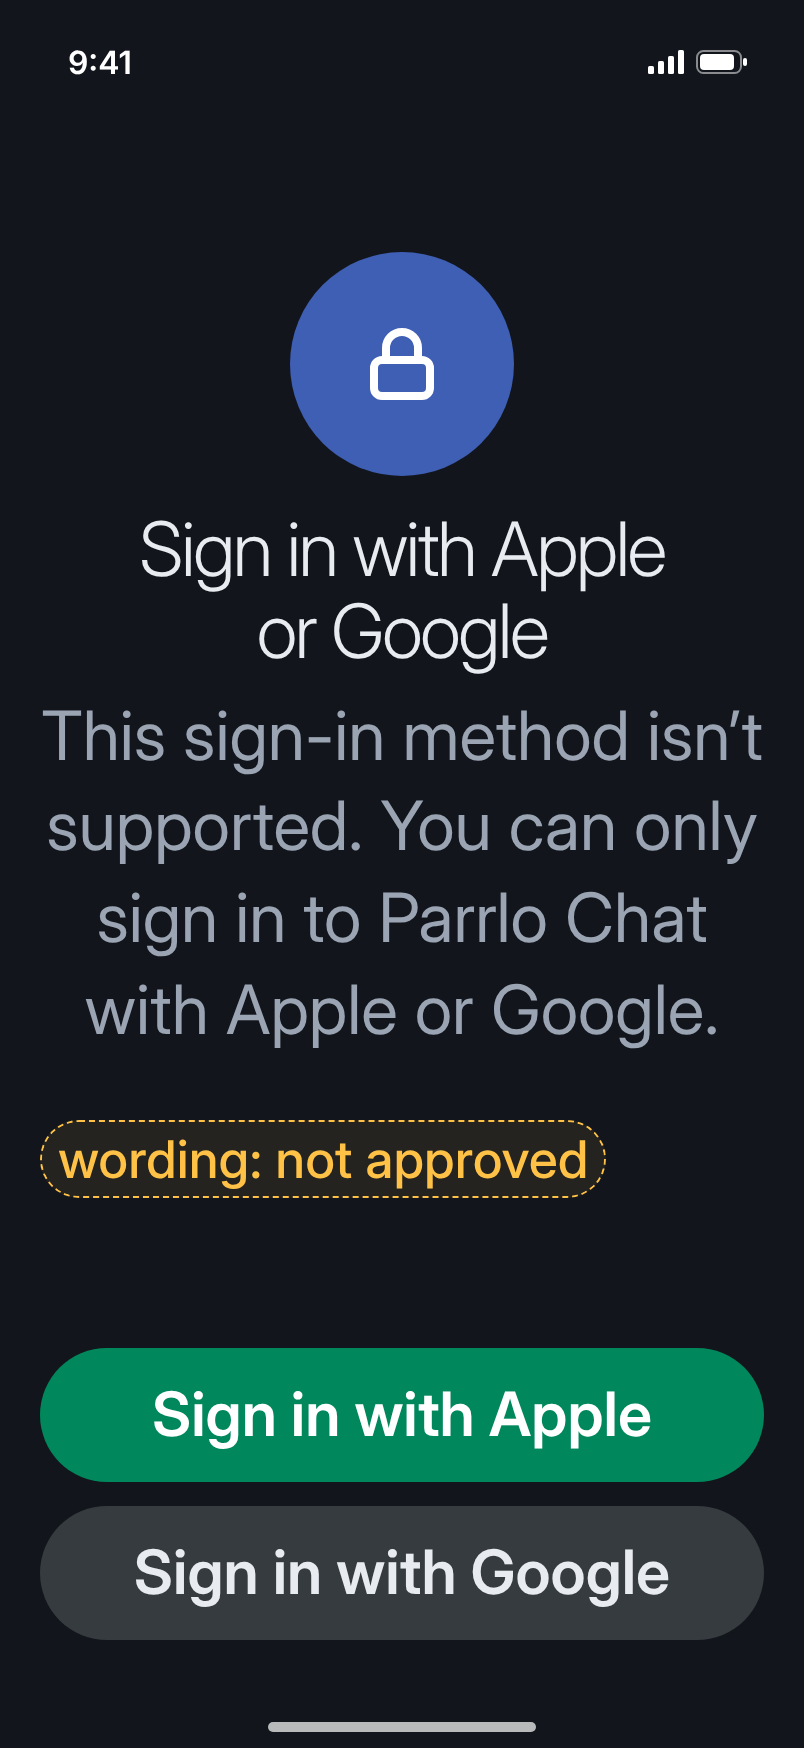 9:41
Sign in with Apple
or Google
This sign-in method isn’t
supported. You can only
sign in to Parrlo Chat
with Apple or Google.
wording: not approved
Sign in with Apple
Sign in with Google